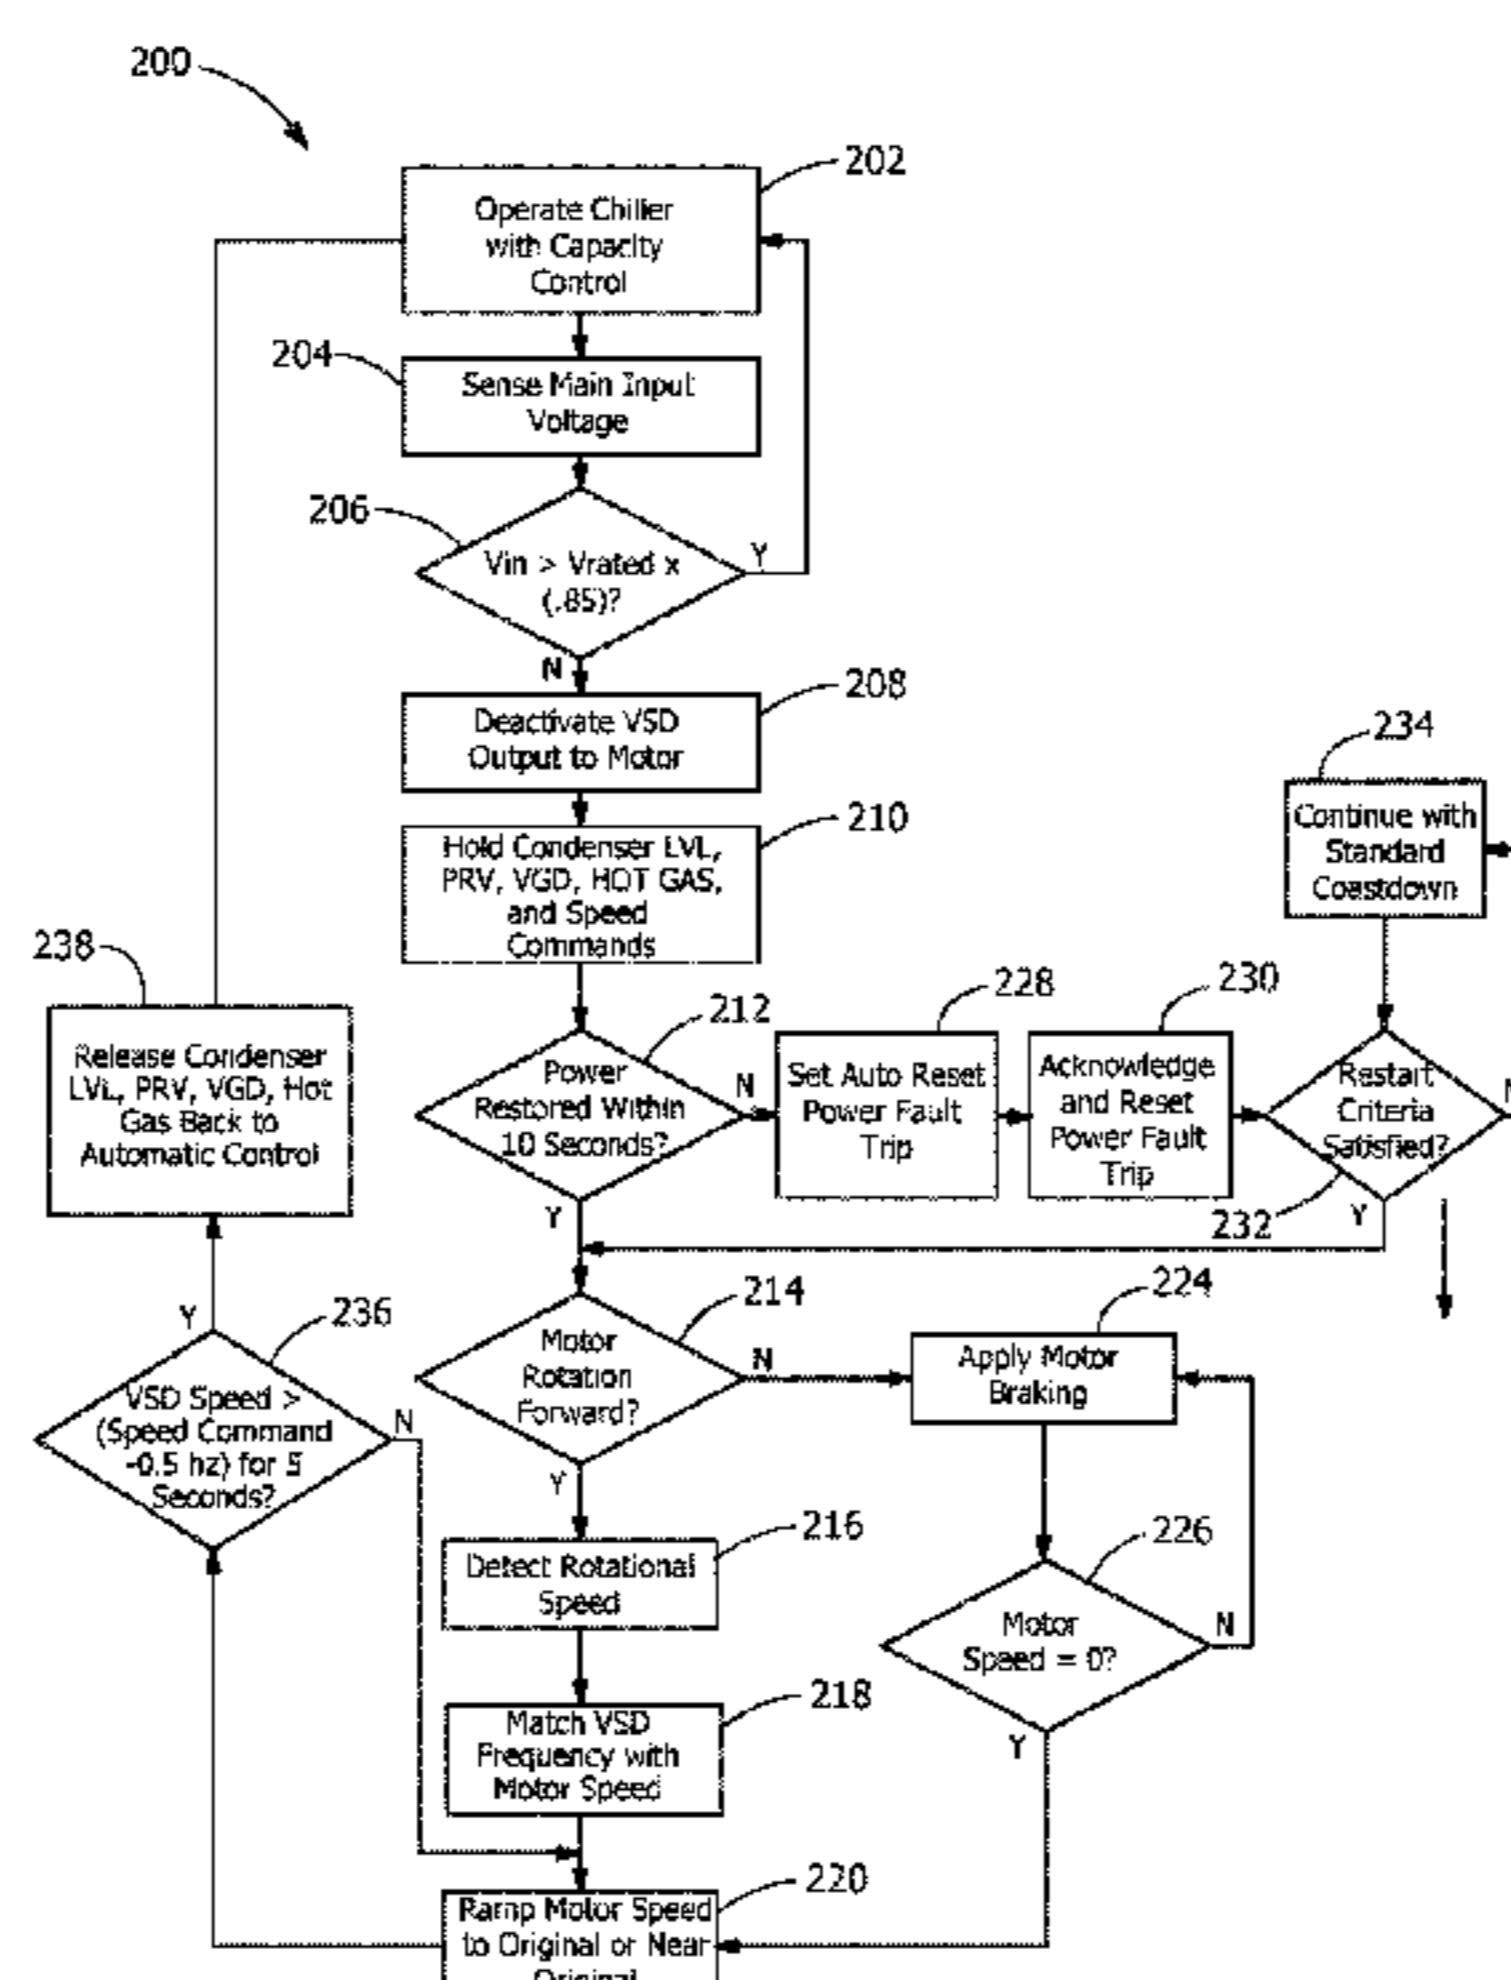 200
202
Operate Chiller
with Capacity
Control
204
Sense Main Input
Voltage
206
Vin > Vrated x
(.85)?
Y
N
208
Deactivate VSD
Output to Motor
210
Hold Condenser LVL,
PRV, VGD, HOT GAS,
and Speed
Commands
234
Continue with
Standard
Coastdown
238
Release Condenser
LVL, PRV, VGD, Hot
Gas Back to
Automatic Control
212
Power
Restored Within
10 Seconds?
N
Y
228
Set Auto Reset
Power Fault
Trip
230
Acknowledge
and Reset
Power Fault
Trip
Restart
Criteria
Satisfied?
232
Y
N
214
Motor
Rotation
Forward?
N
Y
224
Apply Motor
Braking
Y
236
VSD Speed >
(Speed Command
-0.5 hz) for 5
Seconds?
N
216
Detect Rotational
Speed
226
Motor
Speed = 0?
N
Y
218
Match VSD
Frequency with
Motor Speed
220
Ramp Motor Speed
to Original or Near
Original